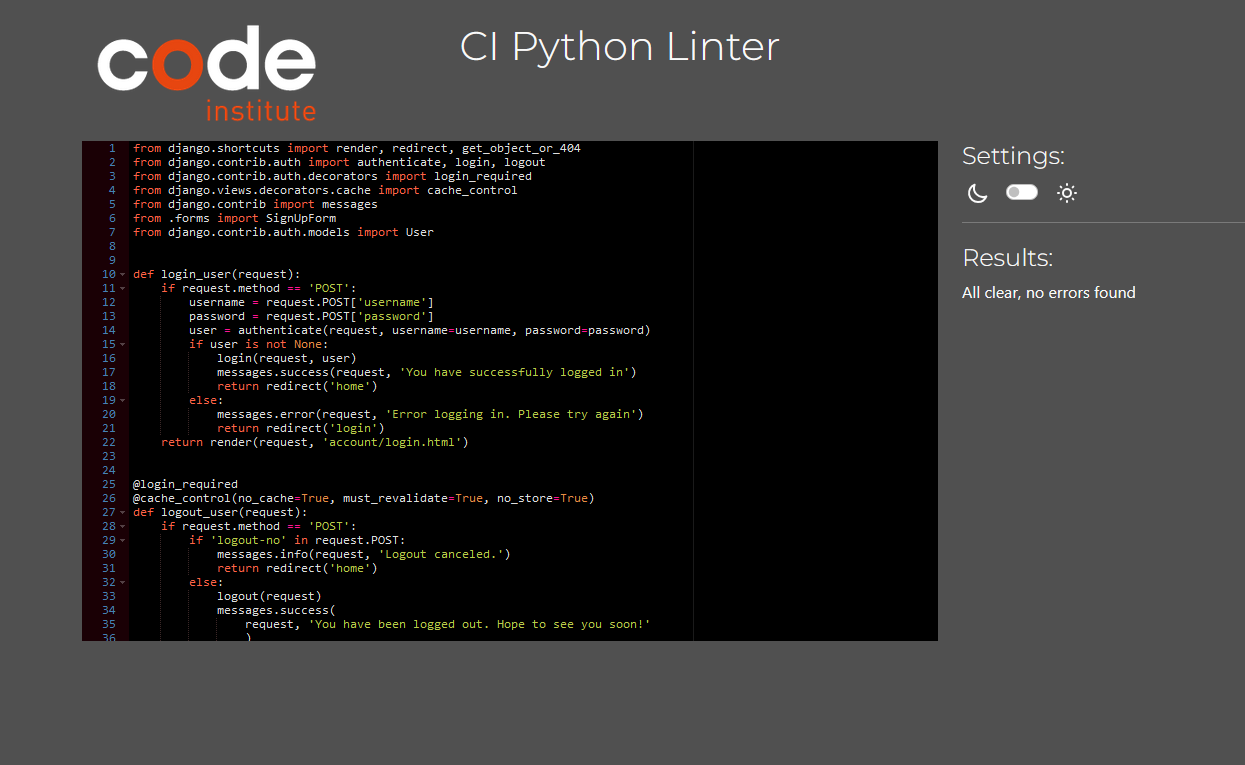 code
institute
CI Python Linter
1 from django.shortcuts import render, redirect, get_object_or_404
2 from django.contrib.auth import authenticate, login, logout
3 from django.contrib.auth.decorators import login_required
4 from django.views.decorators.cache import cache_control
5 from django.contrib import messages
6 from .forms import SignUpForm
7 from django.contrib.auth.models import User
8
9
10 def login_user(request):
11     if request.method == 'POST':
12         username = request.POST['username']
13         password = request.POST['password']
14         user = authenticate(request, username=username, password=password)
15         if user is not None:
16             login(request, user)
17             messages.success(request, 'You have successfully logged in')
18             return redirect('home')
19         else:
20             messages.error(request, 'Error logging in. Please try again')
21             return redirect('login')
22     return render(request, 'account/login.html')
23
24
25 @login_required
26 @cache_control(no_cache=True, must_revalidate=True, no_store=True)
27 def logout_user(request):
28     if request.method == 'POST':
29         if 'logout-no' in request.POST:
30             messages.info(request, 'Logout canceled.')
31             return redirect('home')
32         else:
33             logout(request)
34             messages.success(
35                 request, 'You have been logged out. Hope to see you soon!'
36                 )
Settings:
Results:
All clear, no errors found